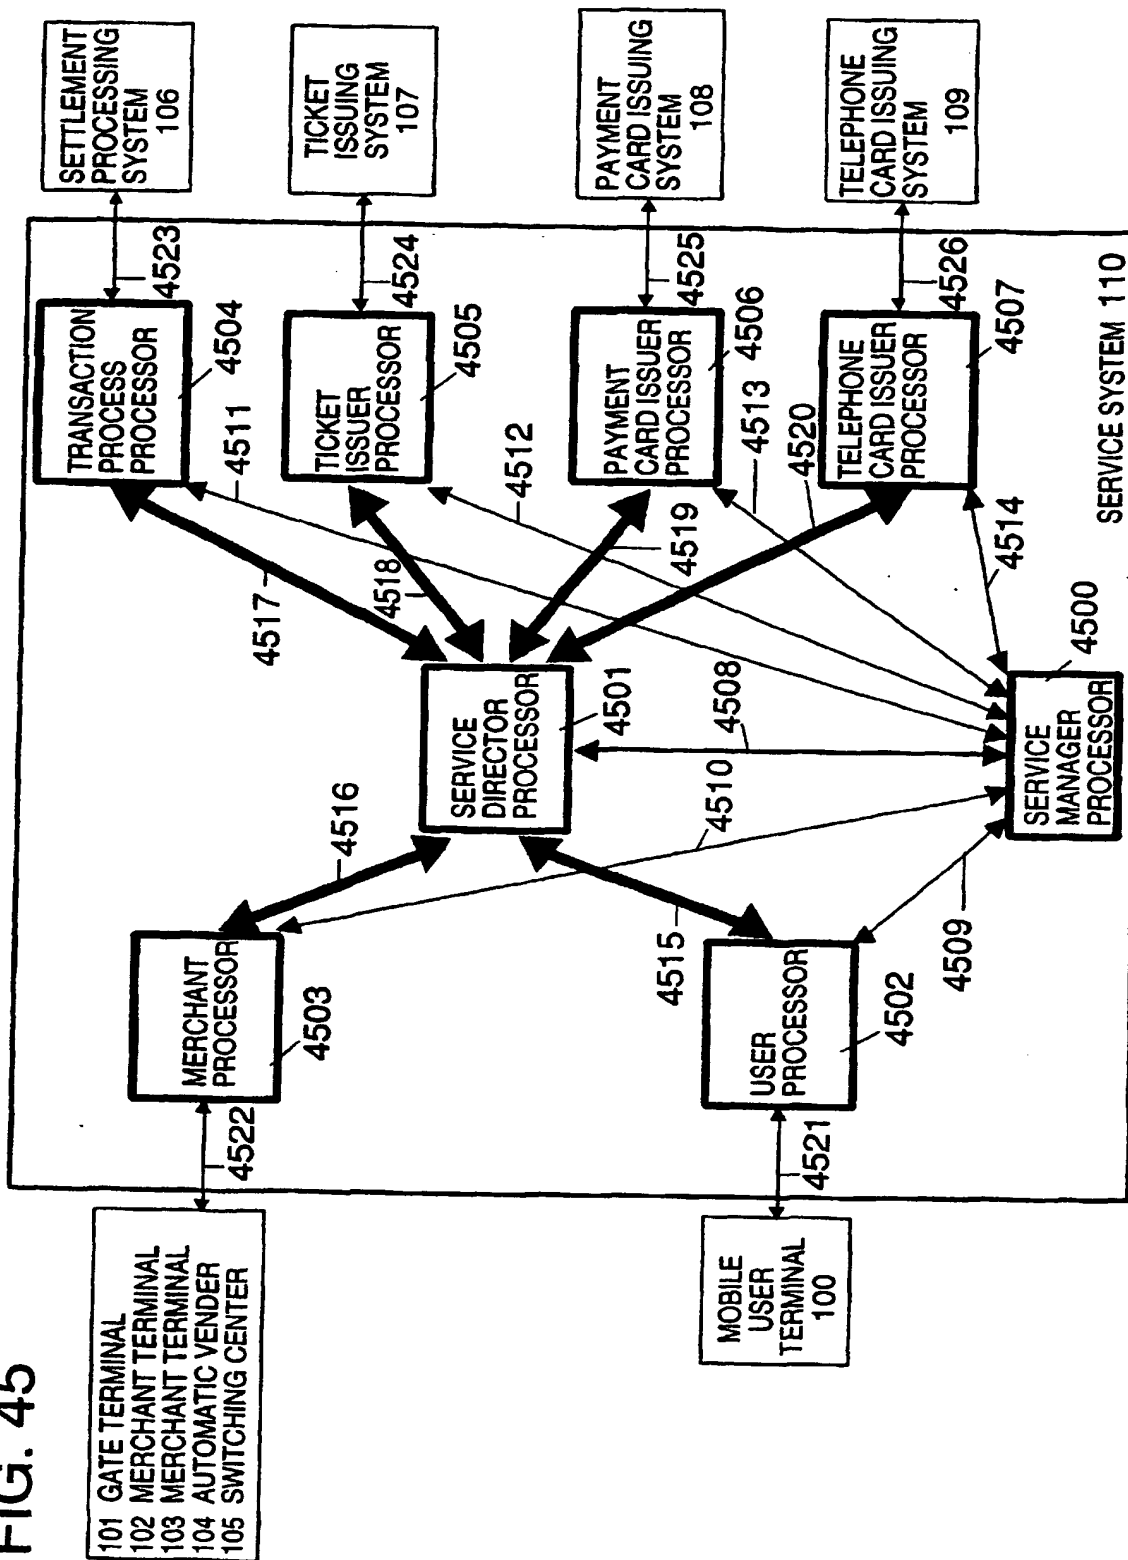 FIG. 45
101 GATE TERMINAL
102 MERCHANT TERMINAL
103 MERCHANT TERMINAL
104 AUTOMATIC VENDER
105 SWITCHING CENTER
4522
MERCHANT
PROCESSOR
4503
4516
MOBILE
USER
TERMINAL
100
4521
USER
PROCESSOR
4502
4515
4509
4510
SERVICE
DIRECTOR
PROCESSOR
4501
4508
SERVICE
MANAGER
PROCESSOR
4500
4517
4518
4519
4520
4511
4512
4513
4514
TRANSACTION
PROCESS
PROCESSOR
4504
4523
SETTLEMENT
PROCESSING
SYSTEM
106
TICKET
ISSUER
PROCESSOR
4505
4524
TICKET
ISSUING
SYSTEM
107
PAYMENT
CARD ISSUER
PROCESSOR
4506
4525
PAYMENT
CARD ISSUING
SYSTEM
108
TELEPHONE
CARD ISSUER
PROCESSOR
4507
4526
TELEPHONE
CARD ISSUING
SYSTEM
109
SERVICE SYSTEM 110